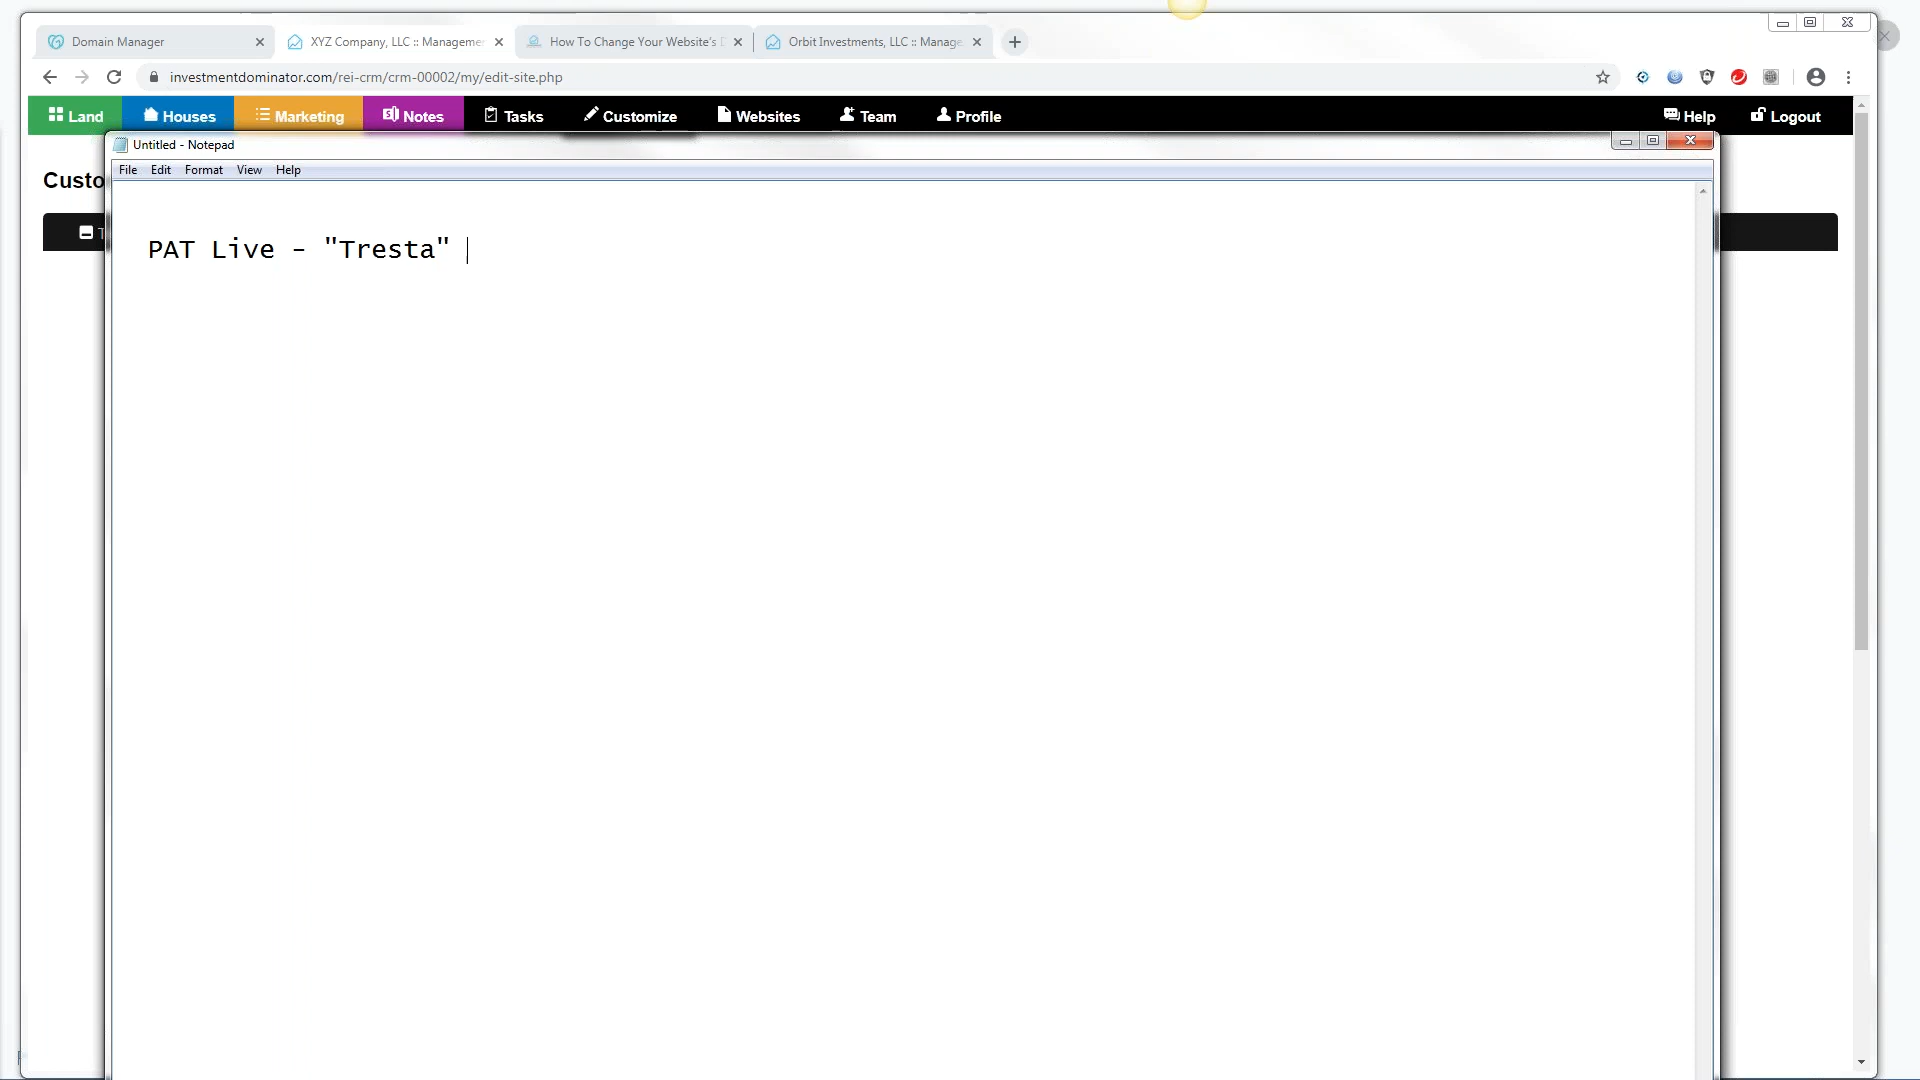 Domain Manager
XYZ Company, LLC :: Manageme
How To Change Your Website's
Orbit Investments, LLC :: Manage
investmentdominator.com/rei-crm/crm-00002/my/edit-site.php
Land Houses Marketing Notes Tasks Customize Websites Team Profile Help Logout
Untitled - Notepad
File Edit Format View Help
Custo
T
PAT Live - "Tresta"